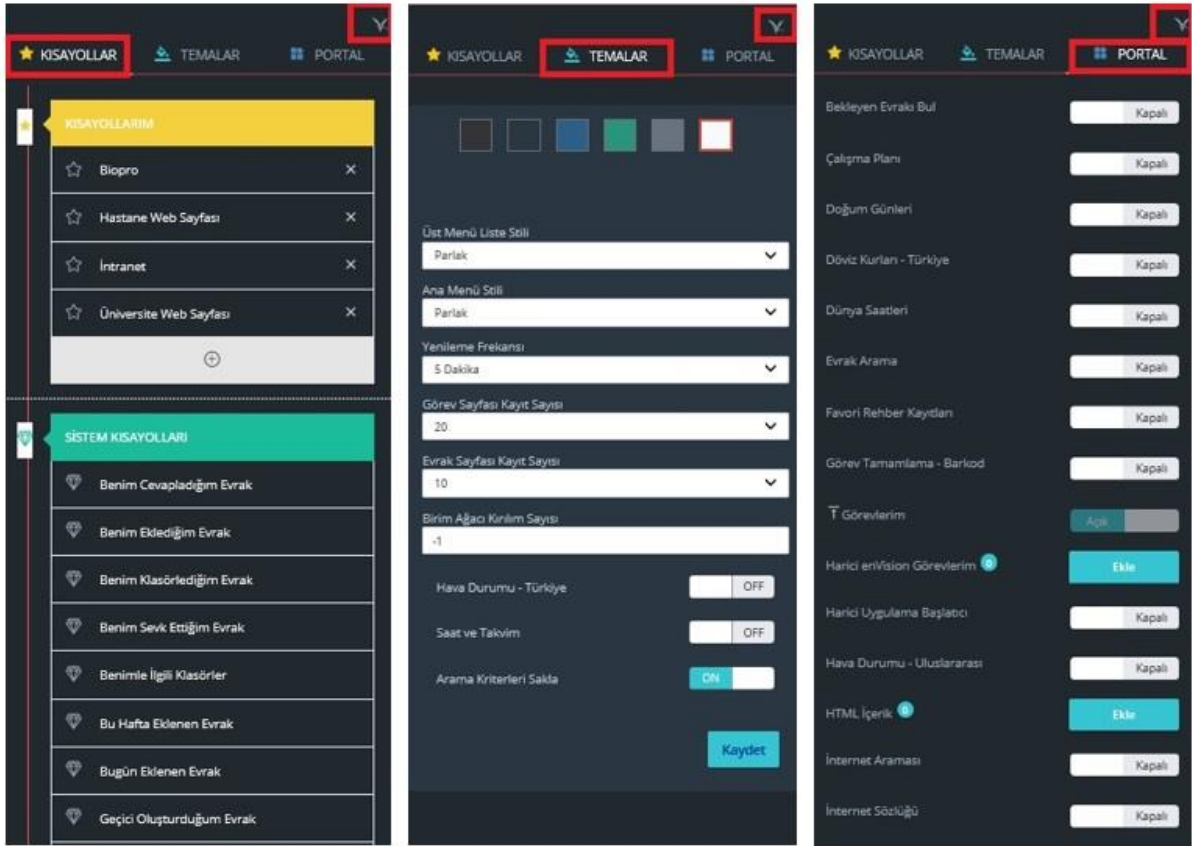 KISAYOLLAR TEMALAR PORTAL
KISAYOLLARIM
Biopro
Hastane Web Sayfası
İntranet
Üniversite Web Sayfası
SİSTEM KISAYOLLARI
Benim Cevapladığım Evrak
Benim Eklediğim Evrak
Benim Klasörlediğim Evrak
Benim Sevk Ettiğim Evrak
Benimle İlgili Klasörler
Bu Hafta Eklenen Evrak
Bugün Eklenen Evrak
Geçici Oluşturduğum Evrak
KISAYOLLAR TEMALAR PORTAL
Üst Menü Liste Stili
Parlak
Ana Menü Stili
Parlak
Yenileme Frekansı
5 Dakika
Görev Sayfası Kayıt Sayısı
20
Evrak Sayfası Kayıt Sayısı
10
Birim Ağacı Kırılım Sayısı
-1
Hava Durumu - Türkiye OFF
Saat ve Takvim OFF
Arama Kriterleri Sakla ON
Kaydet
KISAYOLLAR TEMALAR PORTAL
Bekleyen Evrakı Bul Kapalı
Çalışma Planı Kapalı
Doğum Günleri Kapalı
Döviz Kurları - Türkiye Kapalı
Dünya Saatleri Kapalı
Evrak Arama Kapalı
Favori Rehber Kayıtları Kapalı
Görev Tamamlama - Barkod Kapalı
Görevlerim Açık
Harici enVision Görevlerim 0 Ekle
Harici Uygulama Başlatıcı Kapalı
Hava Durumu - Uluslararası Kapalı
HTML İçerik 0 Ekle
İnternet Araması Kapalı
İnternet Sözlüğü Kapalı